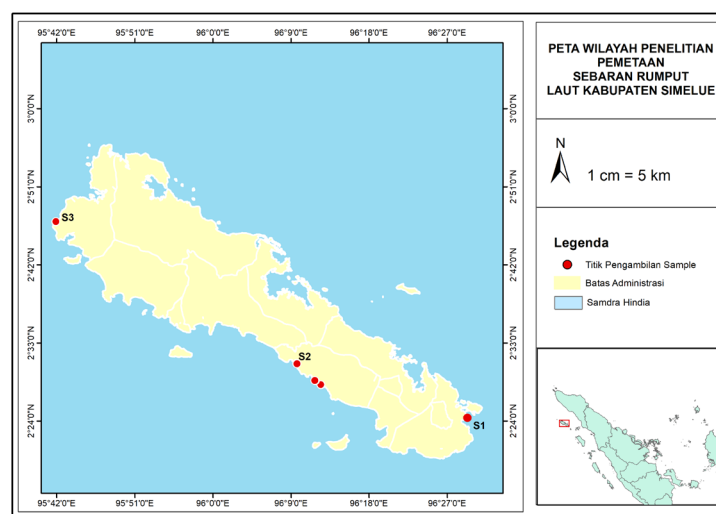 95°42'0"E 95°51'0"E 96°0'0"E 96°9'0"E 96°18'0"E 96°27'0"E
3°0'0"N 3°0'0"N
2°51'0"N 2°51'0"N
2°42'0"N 2°42'0"N
2°33'0"N 2°33'0"N
2°24'0"N 2°24'0"N
S3
S2
S1
95°42'0"E 95°51'0"E 96°0'0"E 96°9'0"E 96°18'0"E 96°27'0"E
PETA WILAYAH PENELITIAN
PEMETAAN
SEBARAN RUMPUT
LAUT KABUPATEN SIMELUE
N
1 cm = 5 km
Legenda
Titik Pengambilan Sample
Batas Administrasi
Samdra Hindia